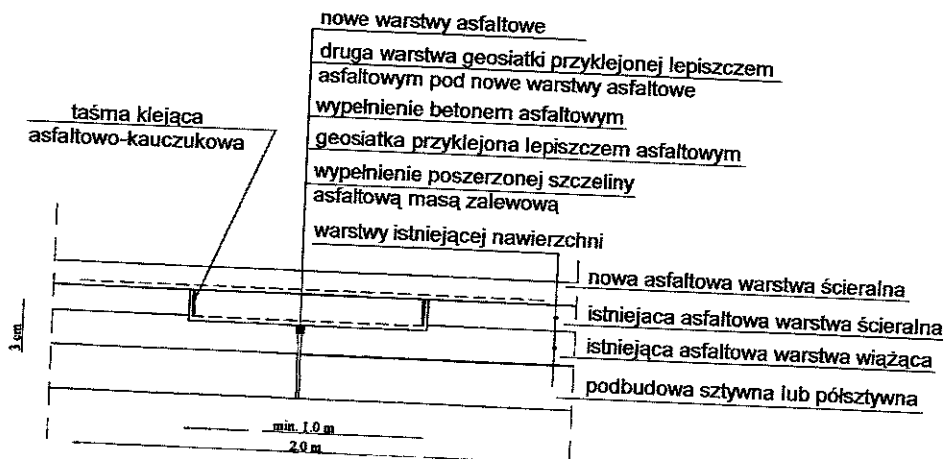 nowe warstwy asfaltowe
druga warstwa geosiatki przyklejonej lepiszczem
asfaltowym pod nowe warstwy asfaltowe
wypełnienie betonem asfaltowym
geosiatka przyklejona lepiszczem asfaltowym
wypełnienie poszerzonej szczeliny
asfaltową masą zalewową
warstwy istniejącej nawierzchni
taśma klejąca
asfaltowo-kauczukowa
nowa asfaltowa warstwa ścieralna
istniejaca asfaltowa warstwa ścieralna
istniejąca asfaltowa warstwa wiążąca
podbudowa sztywna lub półsztywna
3 cm
min. 1.0 m
2.0 m